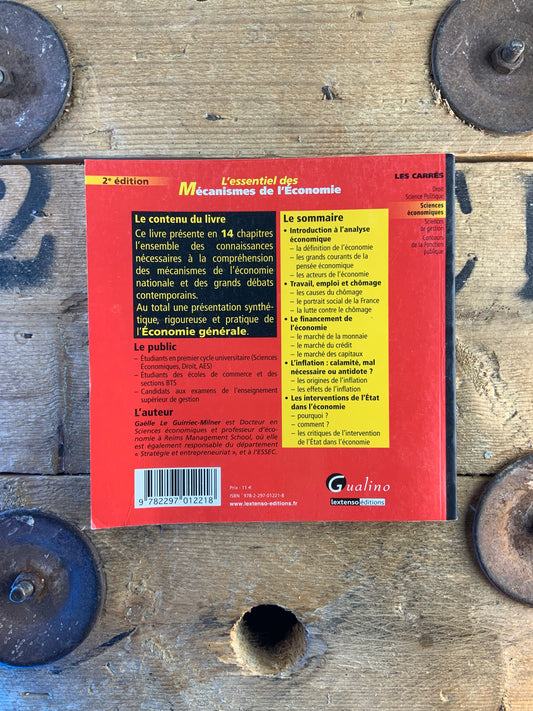 2e édition
L'essentiel des
Mécanismes de l'Économie
LES CARRÉS
Droit
Science Politique
Sciences
économiques
Sciences
de gestion
Concours
de la Fonction
publique
Le contenu du livre
Ce livre présente en 14 chapitres
l'ensemble des connaissances
nécessaires à la compréhension
des mécanismes de l'économie
nationale et des grands débats
contemporains.
Au total une présentation synthé-
tique, rigoureuse et pratique de
l'Économie générale.
Le public
– Étudiants en premier cycle universitaire (Sciences
Économiques, Droit, AES)
– Étudiants des écoles de commerce et des
sections BTS
– Candidats aux examens de l'enseignement
supérieur de gestion
L'auteur
Gaëlle Le Guirriec-Milner est Docteur en
Sciences économiques et professeur d'éco-
nomie à Reims Management School, où elle
est également responsable du département
« Stratégie et entrepreneuriat », et à l'ESSEC.
Le sommaire
• Introduction à l'analyse
économique
– la définition de l'économie
– les grands courants de la
pensée économique
– les acteurs de l'économie
• Travail, emploi et chômage
– les causes du chômage
– le portrait social de la France
– la lutte contre le chômage
• Le financement de
l'économie
– le marché de la monnaie
– le marché du crédit
– le marché des capitaux
• L'inflation : calamité, mal
nécessaire ou antidote ?
– les origines de l'inflation
– les effets de l'inflation
• Les interventions de l'État
dans l'économie
– pourquoi ?
– comment ?
– les critiques de l'intervention
de l'État dans l'économie
9 782297 012218
Prix : 11 €
ISBN : 978-2-297-01221-8
www.lextenso-editions.fr
Gualino
lextenso éditions